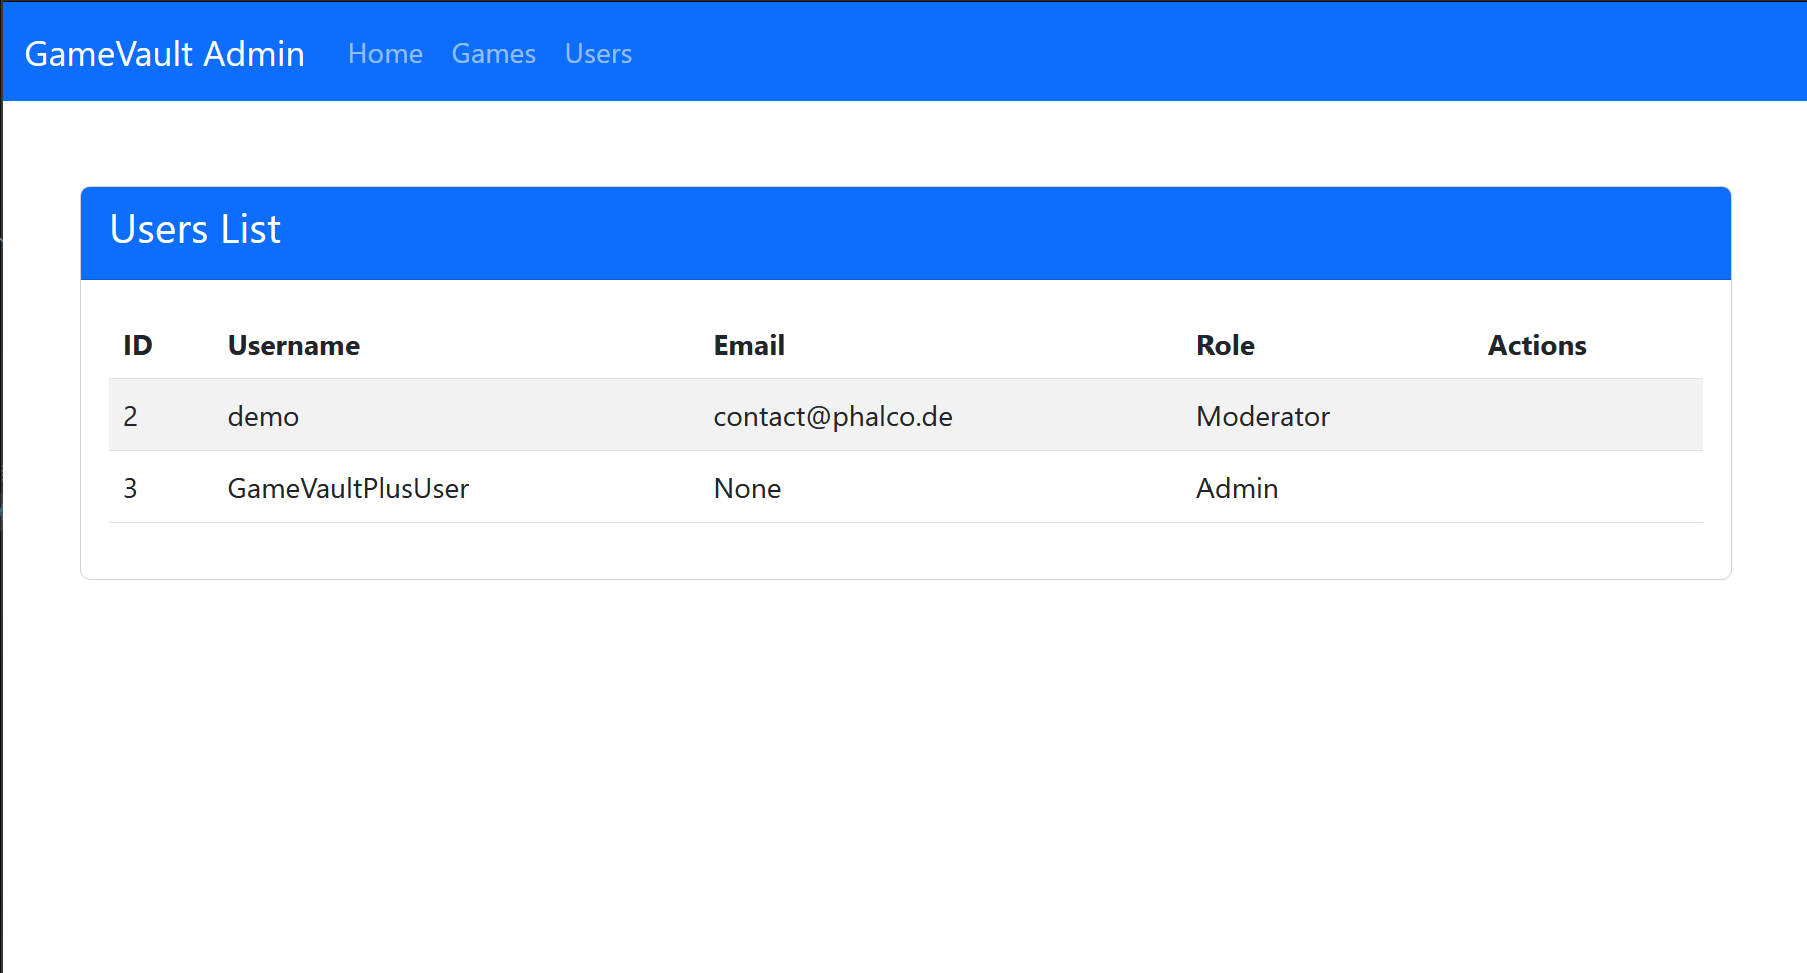 GameVault Admin Home Games Users
Users List
ID Username Email Role Actions
2 demo contact@phalco.de Moderator
3 GameVaultPlusUser None Admin